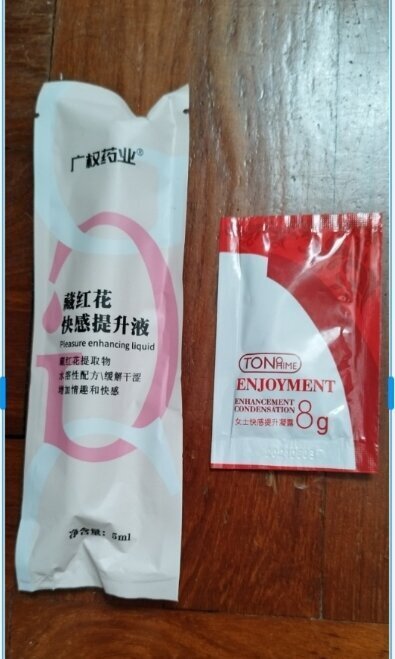 广权药业®
藏红花
快感提升液
Pleasure enhancing liquid
藏红花提取物
水溶性配方\缓解干涩
增加情趣和快感
净含量：5ml
TONAIME
ENJOYMENT
ENHANCEMENT
CONDENSATION 8g
女士快感提升凝露